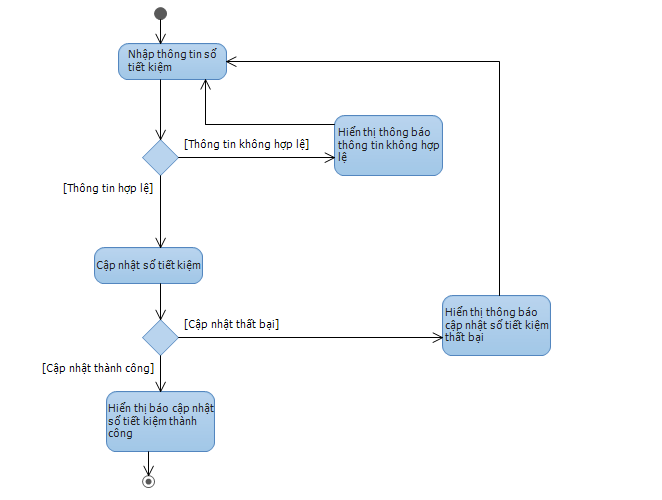 Nhập thông tin sổ
tiết kiệm
[Thông tin không hợp lệ]
Hiển thị thông báo
thông tin không hợp
lệ
[Thông tin hợp lệ]
Cập nhật sổ tiết kiệm
[Cập nhật thất bại]
Hiển thị thông báo
cập nhật sổ tiết kiệm
thất bại
[Cập nhật thành công]
Hiển thị báo cập nhật
sổ tiết kiệm thành
công